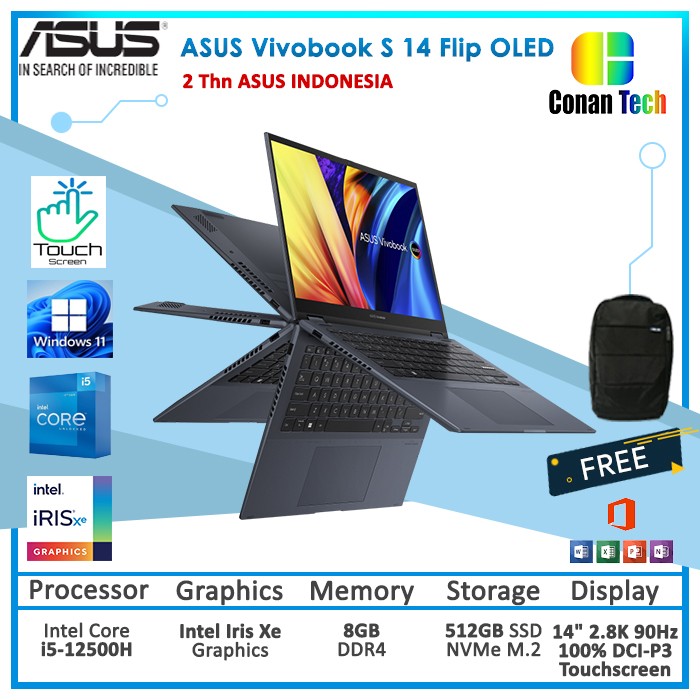 ASUS
IN SEARCH OF INCREDIBLE
ASUS Vivobook S 14 Flip OLED
2 Thn ASUS INDONESIA
Conan Tech
ASUS Vivobook
Touch
Screen
Windows 11
i5
intel
CORE
UNLOCKED
intel.
iRIS xe
GRAPHICS
FREE
Processor
Graphics
Memory
Storage
Display
Intel Core
i5-12500H
Intel Iris Xe
Graphics
8GB
DDR4
512GB SSD
NVMe M.2
14" 2.8K 90Hz
100% DCI-P3
Touchscreen